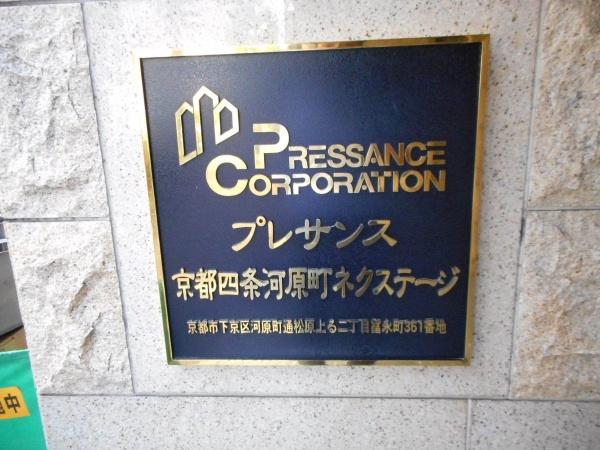 PRESSANCE
CORPORATION
プレサンス
京都四条河原町ネクステージ
京都市下京区河原町通松原上る二丁目富永町361番地
中